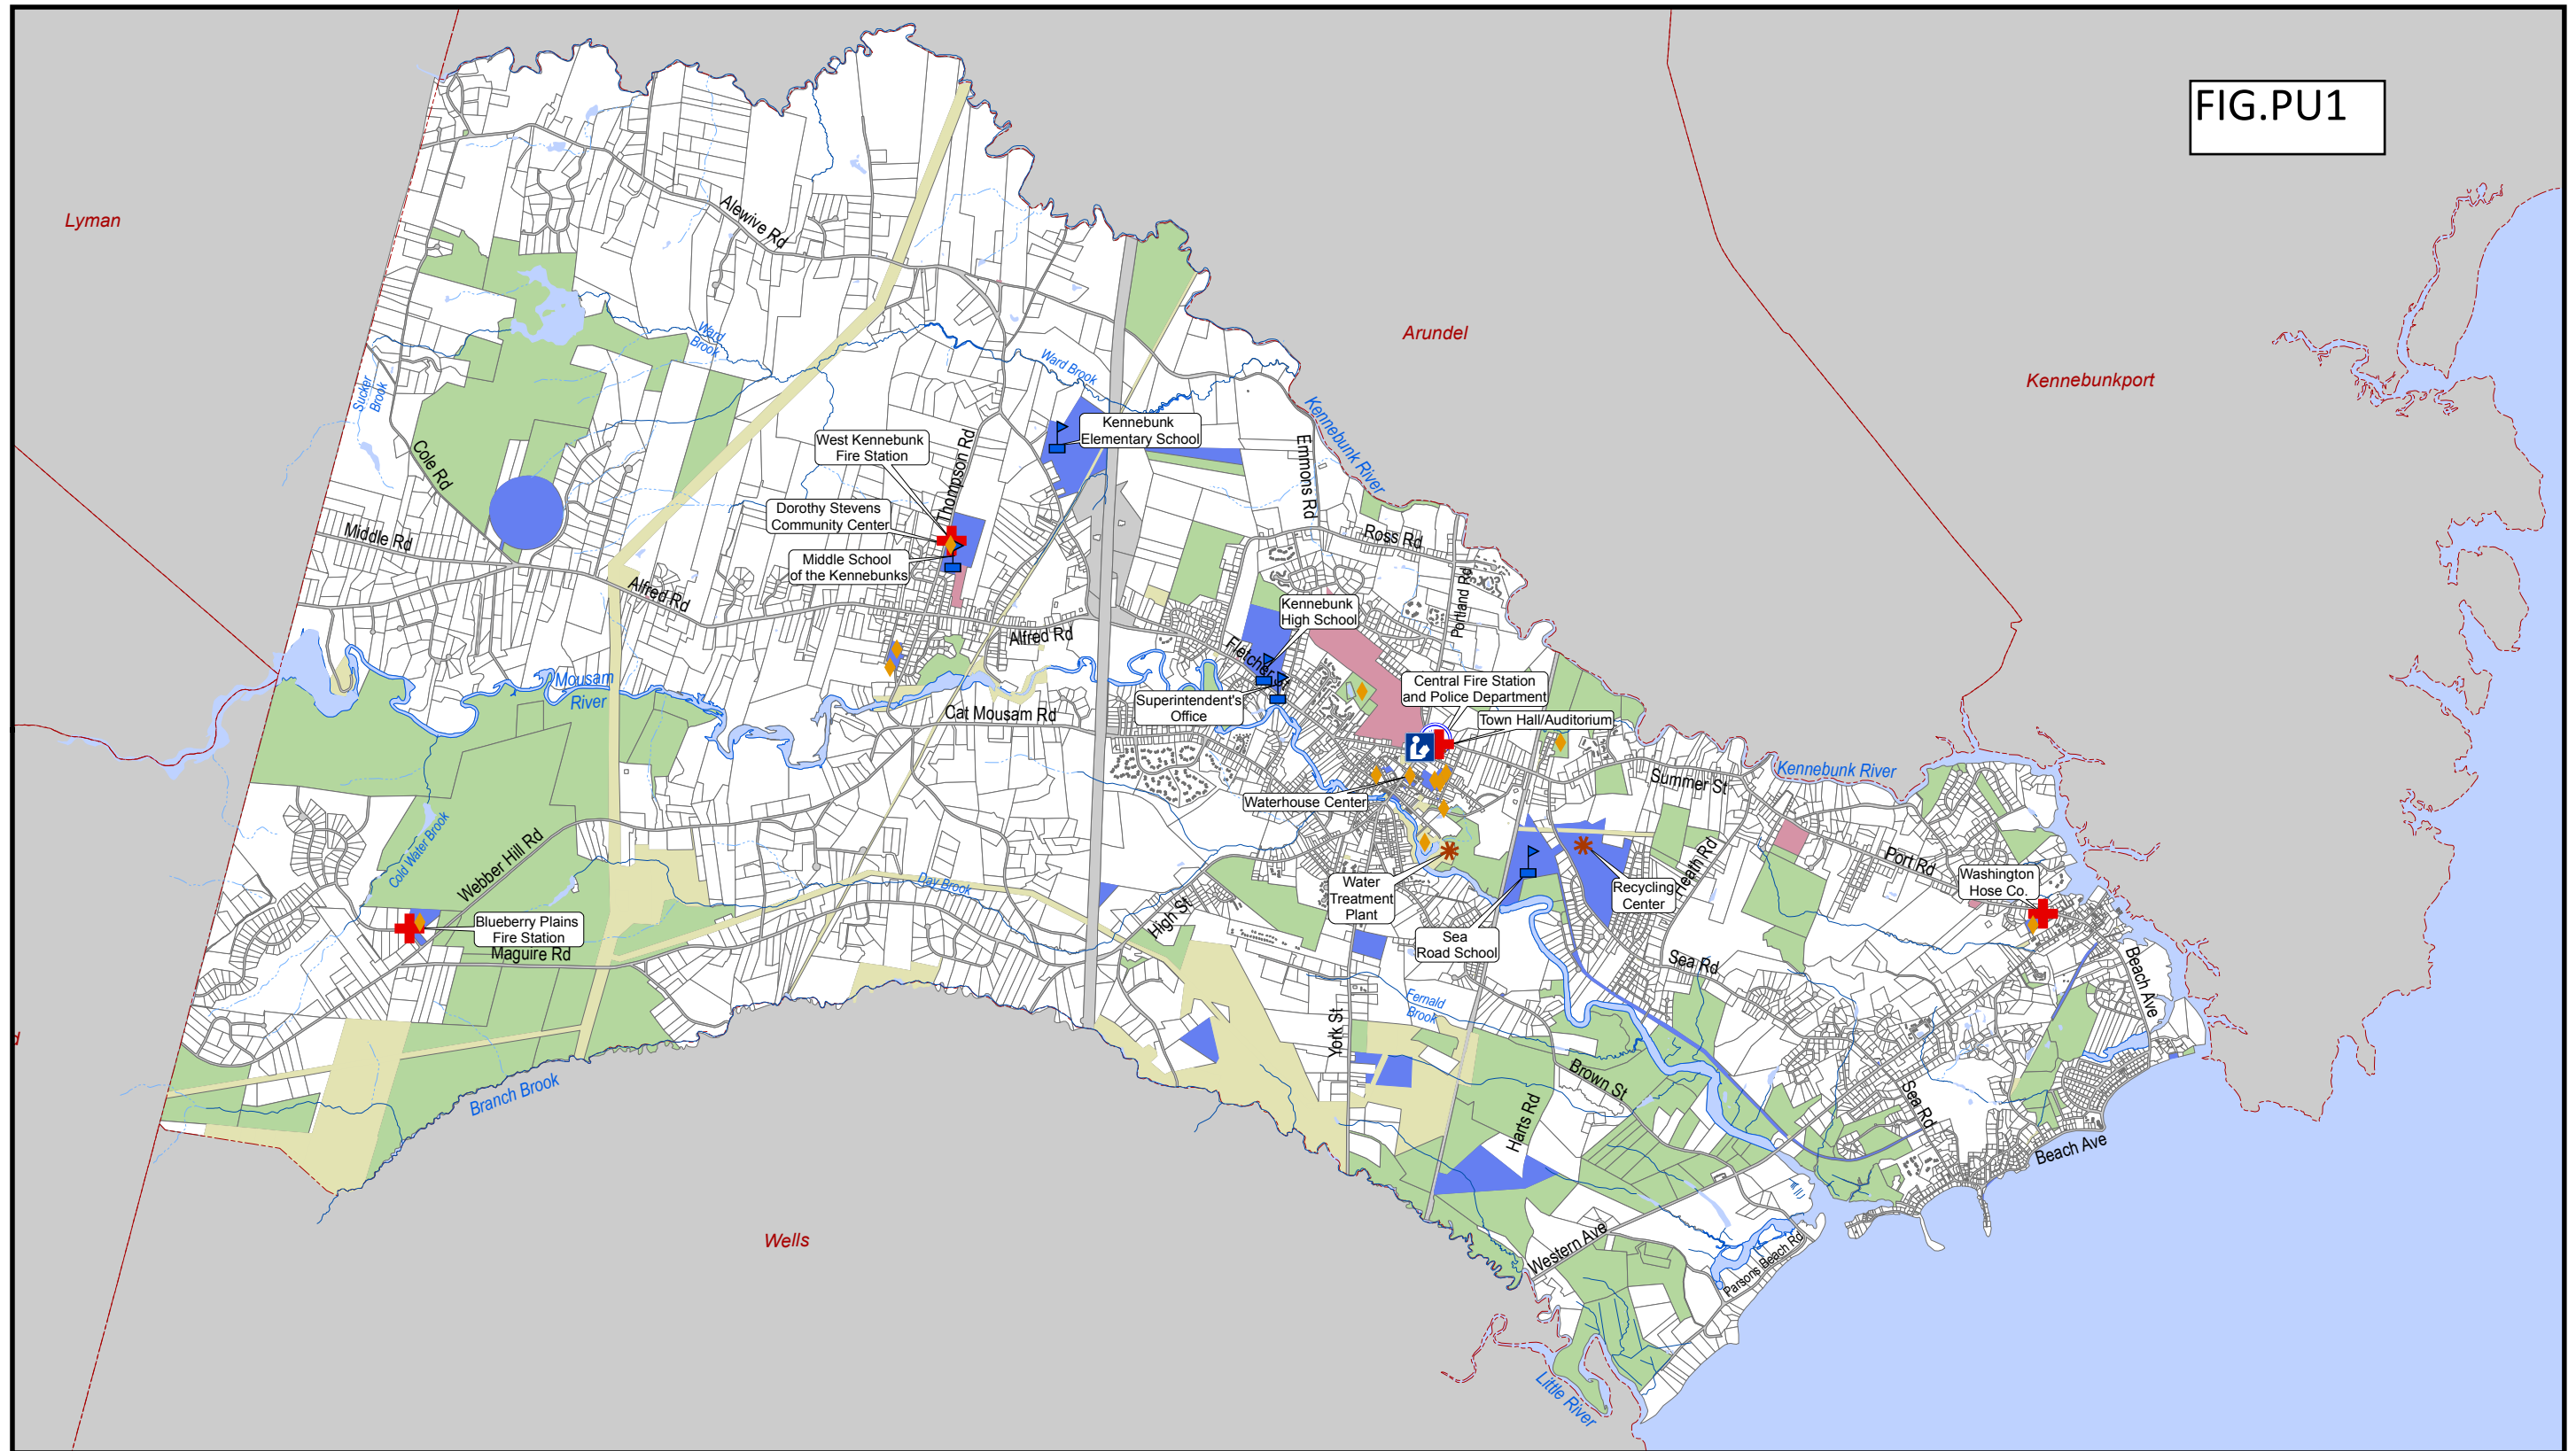 FIG.PU1
Lyman
Arundel
Kennebunkport
Wells
Alewive Rd
Ward
Brook
Ward Brook
Sucker
Brook
Cole Rd
Kennebunk River
Kennebunk
Elementary School
West Kennebunk
Fire Station
Thompson Rd
Emmons Rd
Dorothy Stevens
Community Center
Middle School
of the Kennebunks
Middle Rd
Ross Rd
Alfred Rd
Portland Rd
Kennebunk
High School
Alfred Rd
Fletcher
Mousam
River
Superintendent's
Office
Central Fire Station
and Police Department
Cat Mousam Rd
Town Hall/Auditorium
Kennebunk River
Summer St
Waterhouse Center
Cold Water Brook
Webber Hill Rd
Heath Rd
Port Rd
Day Brook
Water
Treatment
Plant
Recycling
Center
Washington
Hose Co.
High St
Blueberry Plains
Fire Station
Maguire Rd
Sea
Road School
Sea Rd
Beach Ave
Fernald
Brook
York St
Branch Brook
Brown St
Harts Rd
Sea Rd
Beach Ave
Western Ave
Parsons Beach Rd
Little River